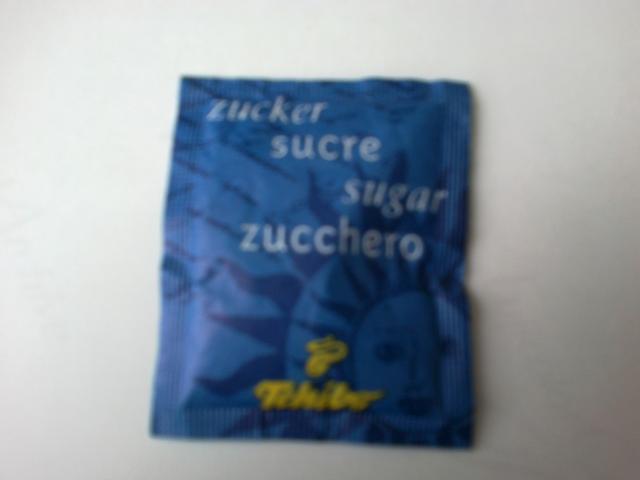 zucker
sucre
sugar
zucchero
Tchibo